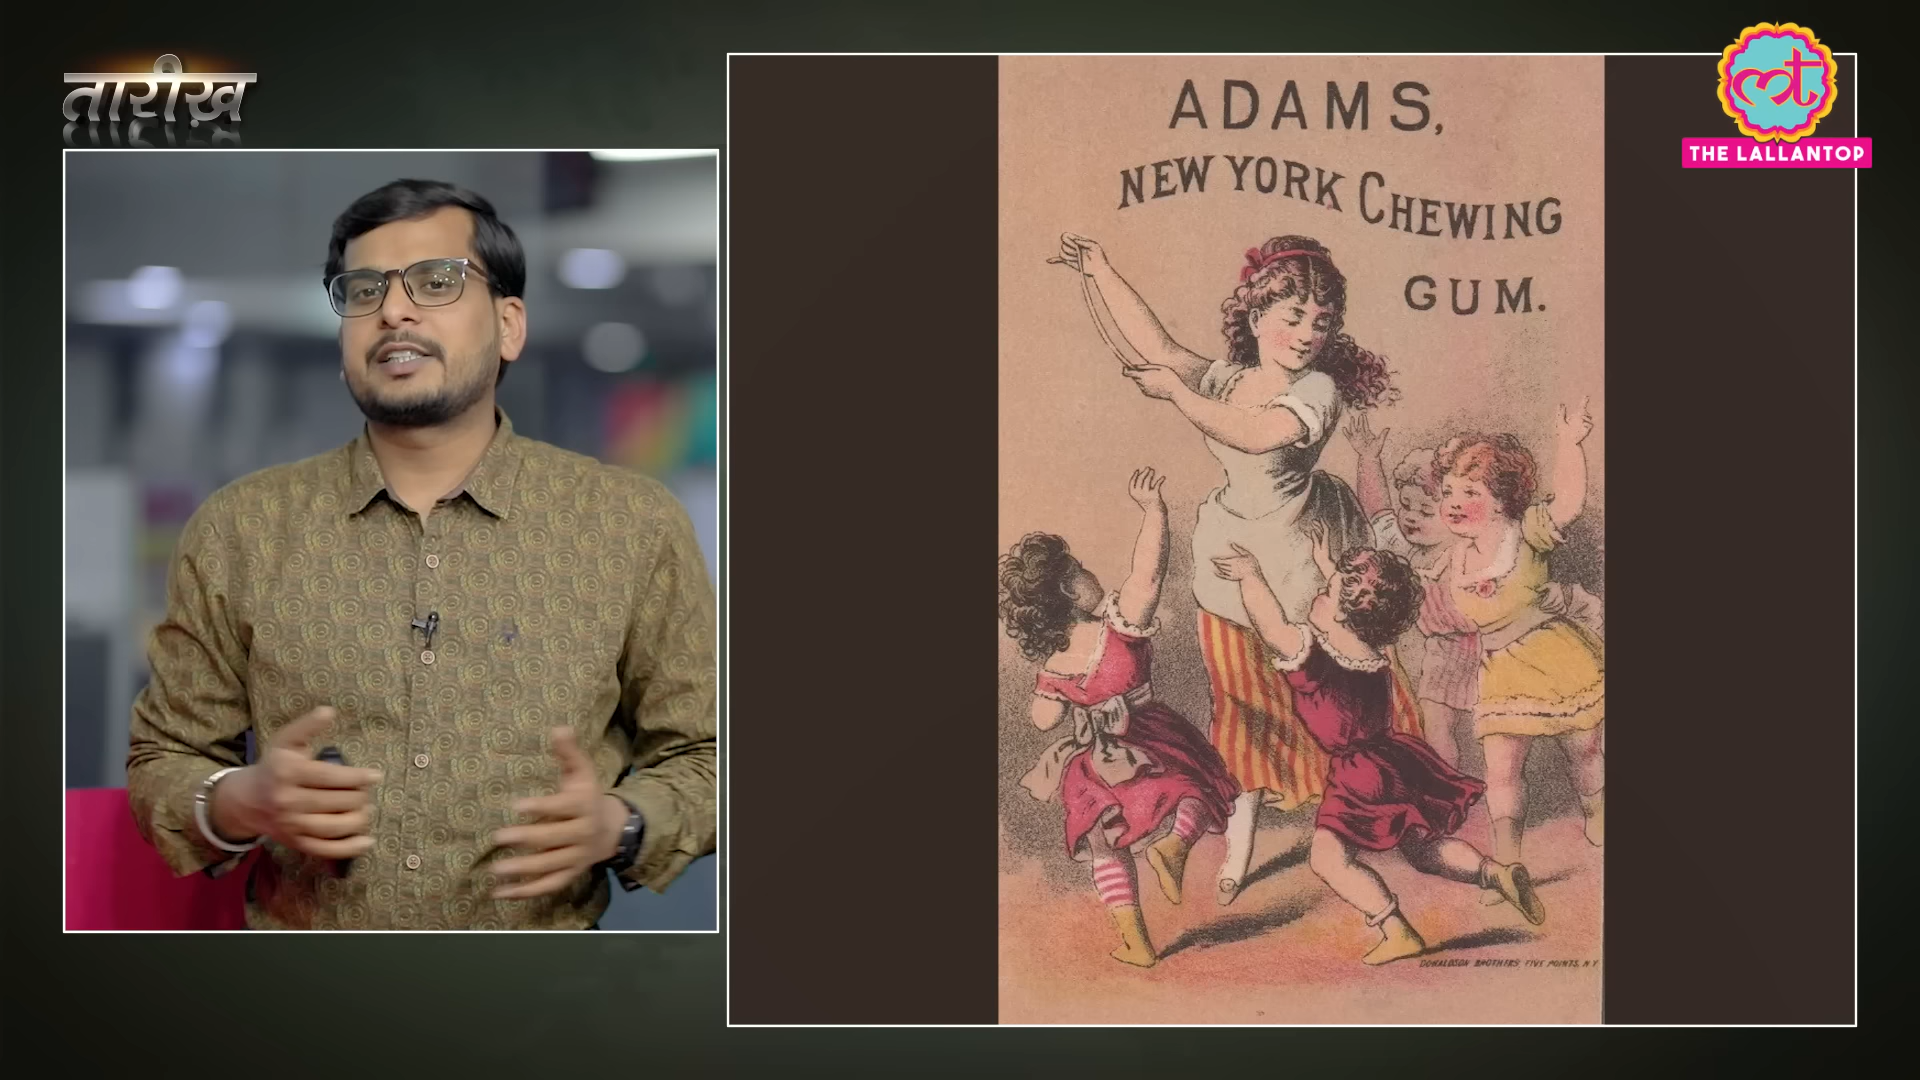 तारीख़
THE LALLANTOP
ADAMS,
NEW YORK CHEWING
GUM.
DONALDSON BROTHERS, FIVE POINTS, N.Y.